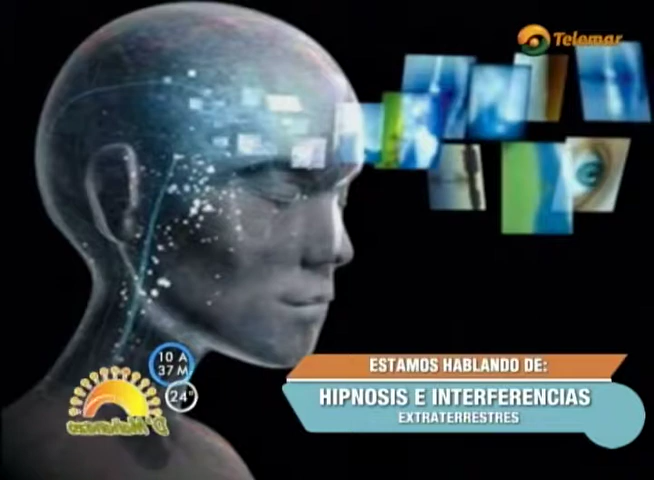 Telemar
ESTAMOS HABLANDO DE:
10 A
37 M
HIPNOSIS E INTERFERENCIAS
24°
EXTRATERRESTRES